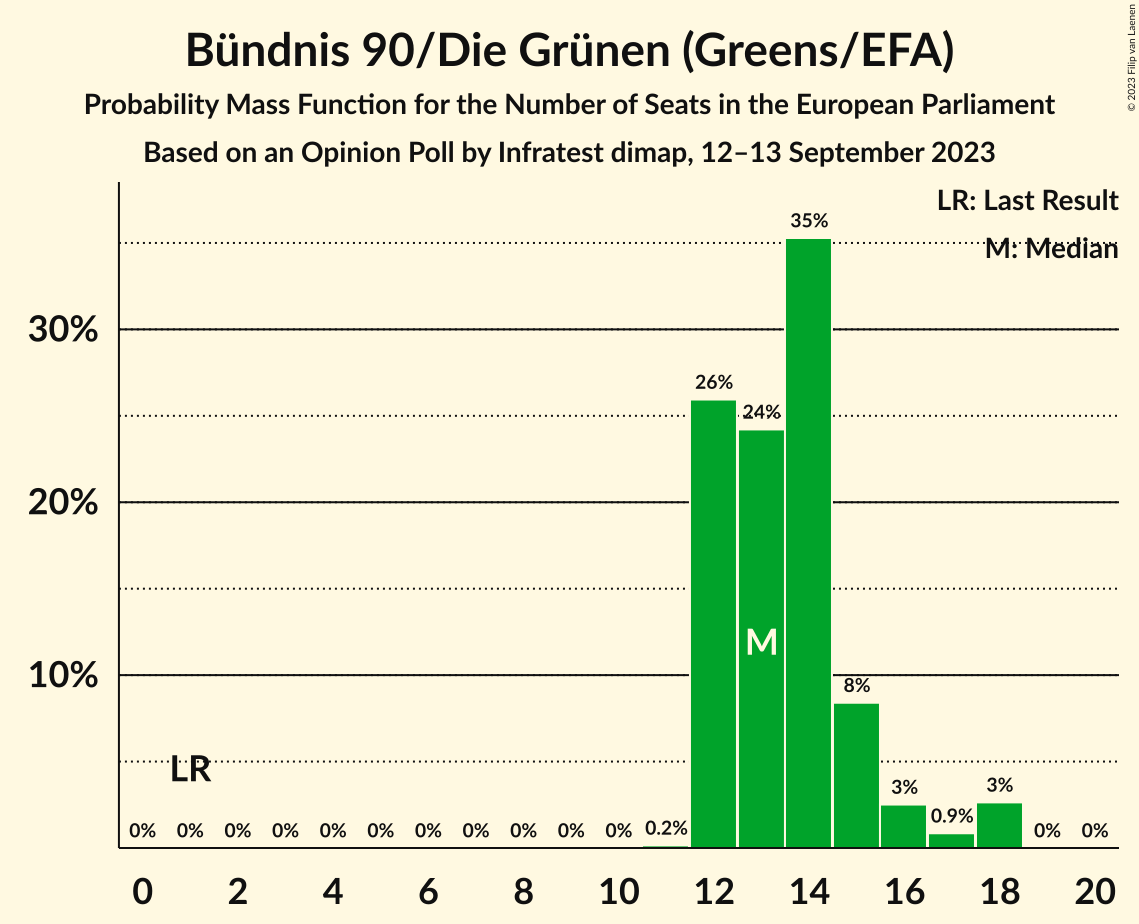 Bündnis 90/Die Grünen (Greens/EFA)
Probability Mass Function for the Number of Seats in the European Parliament
Based on an Opinion Poll by Infratest dimap, 12–13 September 2023
© 2023 Filip van Laenen
LR: Last Result
M: Median
35%
30%
26%
24%
20%
M
10%
8%
LR
3%
3%
0.9%
0% 0% 0% 0% 0% 0% 0% 0% 0% 0% 0% 0.2% 0% 0%
0 2 4 6 8 10 12 14 16 18 20